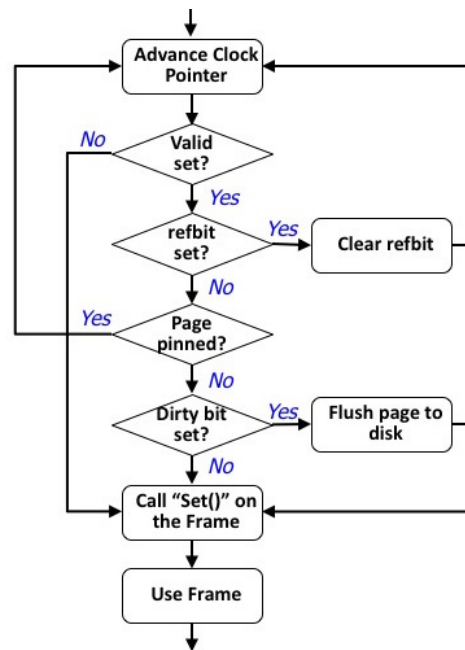 Advance Clock
Pointer
No
Valid
set?
Yes
refbit
set?
Yes
Clear refbit
No
Yes
Page
pinned?
No
Dirty bit
set?
Yes
Flush page to
disk
No
Call “Set()” on
the Frame
Use Frame